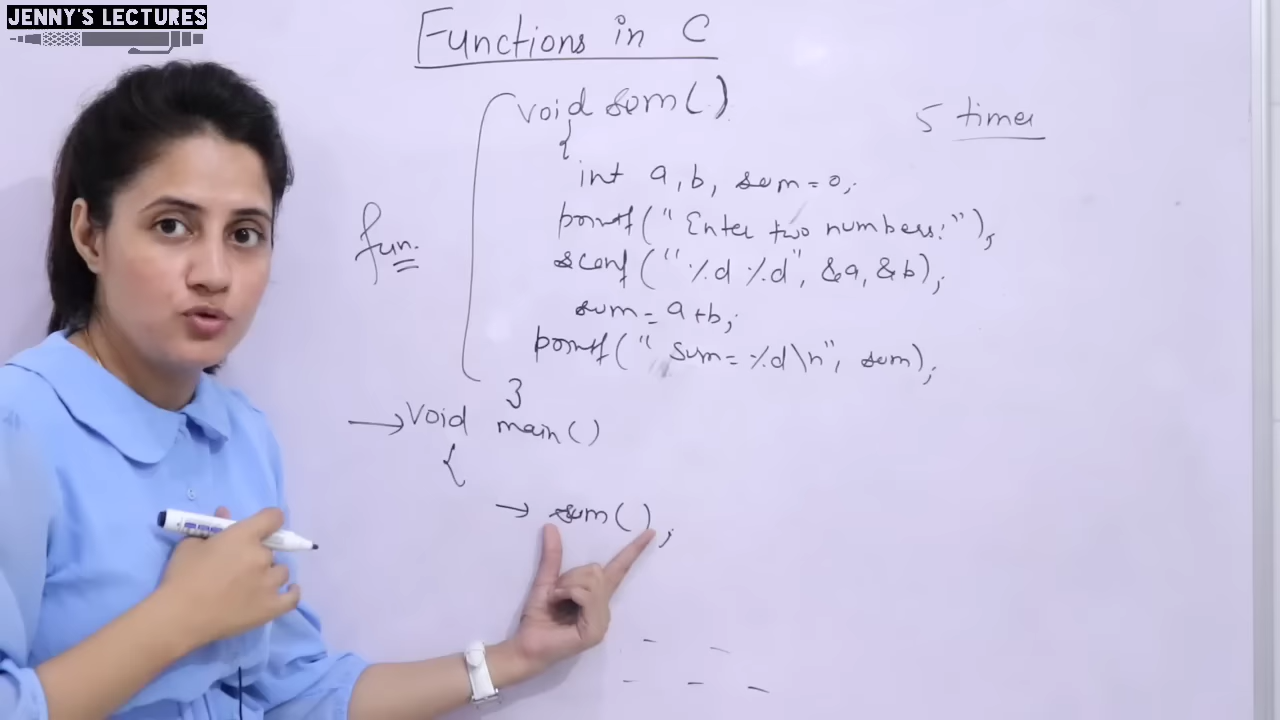 JENNY'S LECTURES
Functions in C
void sum()
5 times
{
int a, b, sum=0;
printf("Enter two numbers:");
fun.
scanf("%d %d", &a, &b);
sum=a+b;
printf("Sum=%d\n", sum);
}
→ void main()
{
→ sum();